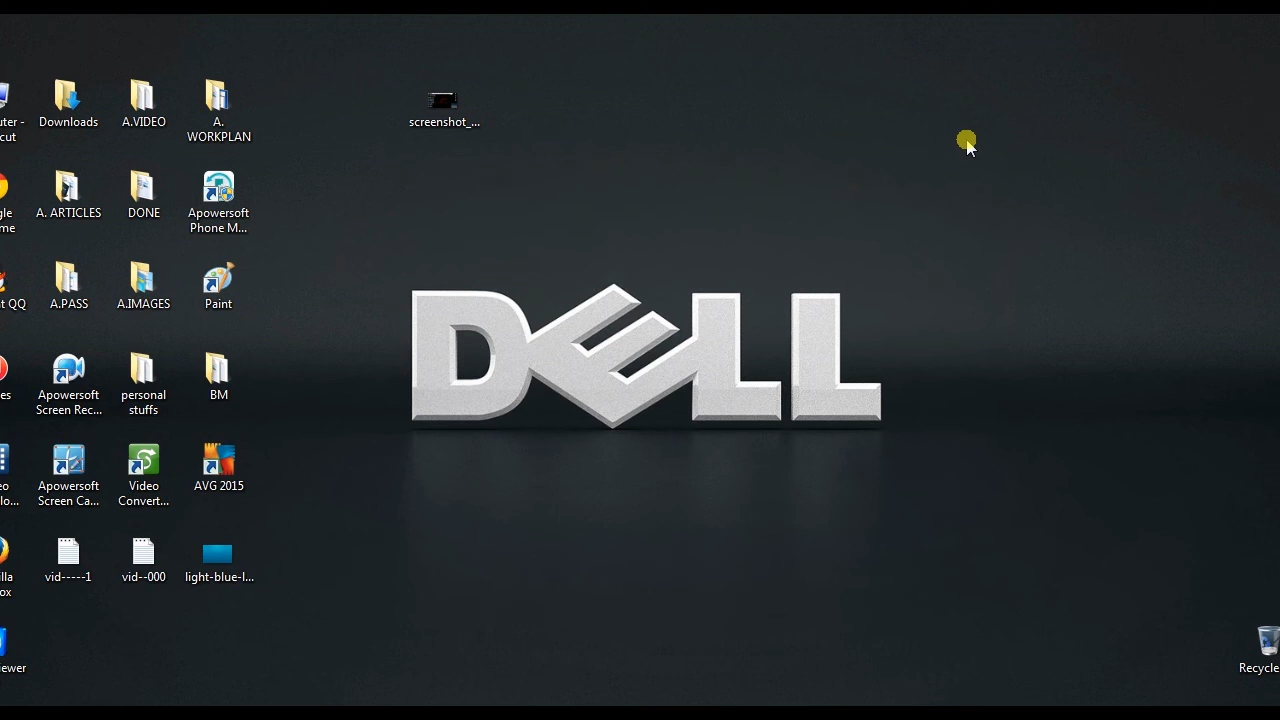 uter -
cut
Downloads
A.VIDEO
A.
WORKPLAN
screenshot_...
gle
me
A. ARTICLES
DONE
Apowersoft
Phone M...
t QQ
A.PASS
A.IMAGES
Paint
DELL
es
Apowersoft
Screen Rec...
personal
stuffs
BM
eo
lo...
Apowersoft
Screen Ca...
Video
Convert...
AVG 2015
illa
ox
vid-----1
vid--000
light-blue-l...
iewer
Recycle